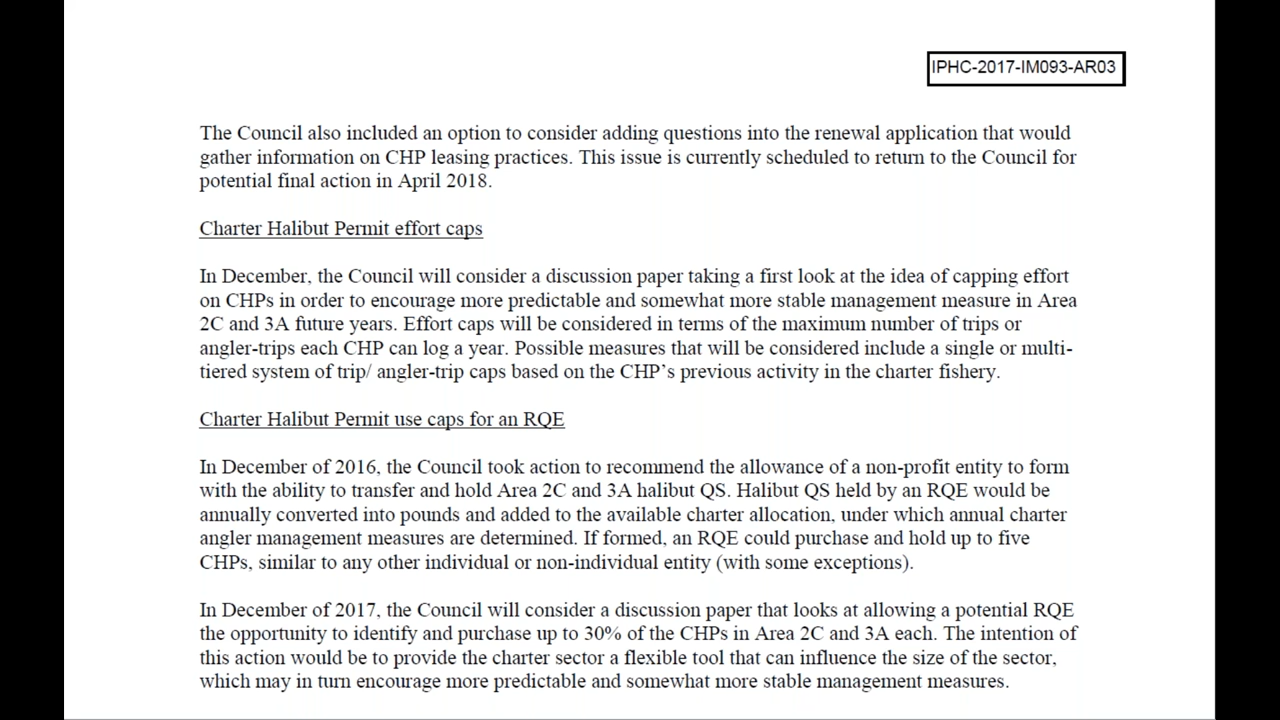 IPHC-2017-IM093-AR03
The Council also included an option to consider adding questions into the renewal application that would
gather information on CHP leasing practices. This issue is currently scheduled to return to the Council for
potential final action in April 2018.
Charter Halibut Permit effort caps
In December, the Council will consider a discussion paper taking a first look at the idea of capping effort
on CHPs in order to encourage more predictable and somewhat more stable management measure in Area
2C and 3A future years. Effort caps will be considered in terms of the maximum number of trips or
angler-trips each CHP can log a year. Possible measures that will be considered include a single or multi-
tiered system of trip/ angler-trip caps based on the CHP's previous activity in the charter fishery.
Charter Halibut Permit use caps for an RQE
In December of 2016, the Council took action to recommend the allowance of a non-profit entity to form
with the ability to transfer and hold Area 2C and 3A halibut QS. Halibut QS held by an RQE would be
annually converted into pounds and added to the available charter allocation, under which annual charter
angler management measures are determined. If formed, an RQE could purchase and hold up to five
CHPs, similar to any other individual or non-individual entity (with some exceptions).
In December of 2017, the Council will consider a discussion paper that looks at allowing a potential RQE
the opportunity to identify and purchase up to 30% of the CHPs in Area 2C and 3A each. The intention of
this action would be to provide the charter sector a flexible tool that can influence the size of the sector,
which may in turn encourage more predictable and somewhat more stable management measures.